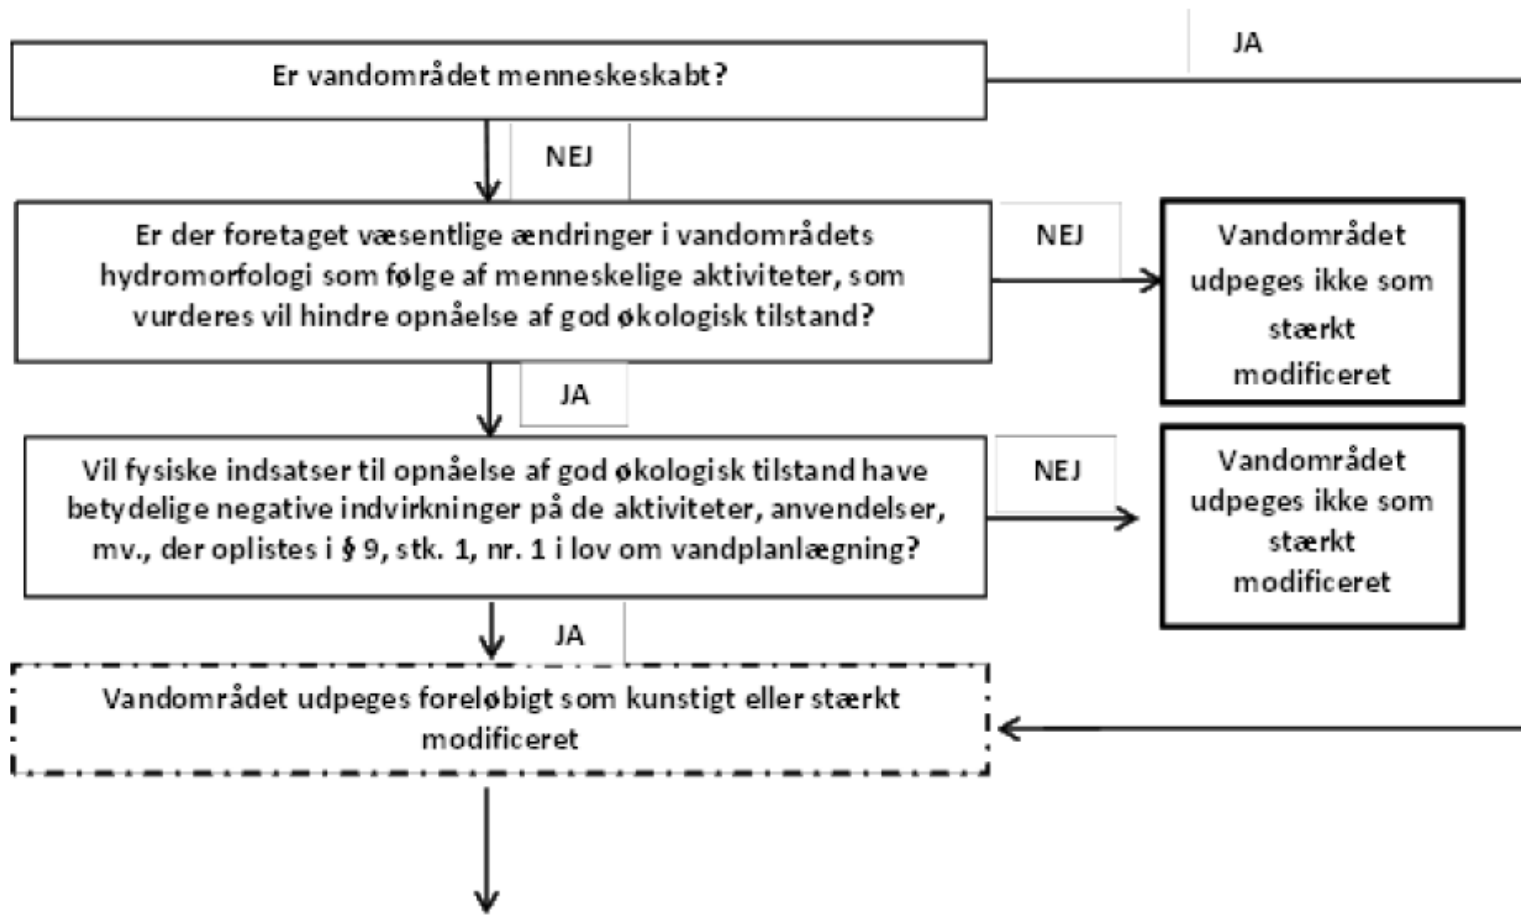 JA
Er vandområdet menneskeskabt?
NEJ
Er der foretaget væsentlige ændringer i vandområdets
hydromorfologi som følge af menneskelige aktiviteter, som
vurderes vil hindre opnåelse af god økologisk tilstand?
NEJ
Vandområdet
udpeges ikke som
stærkt
modificeret
JA
Vil fysiske indsatser til opnåelse af god økologisk tilstand have
betydelige negative indvirkninger på de aktiviteter, anvendelser,
mv., der oplistes i § 9, stk. 1, nr. 1 i lov om vandplanlægning?
NEJ
Vandområdet
udpeges ikke som
stærkt
modificeret
JA
Vandområdet udpeges foreløbigt som kunstigt eller stærkt
modificeret